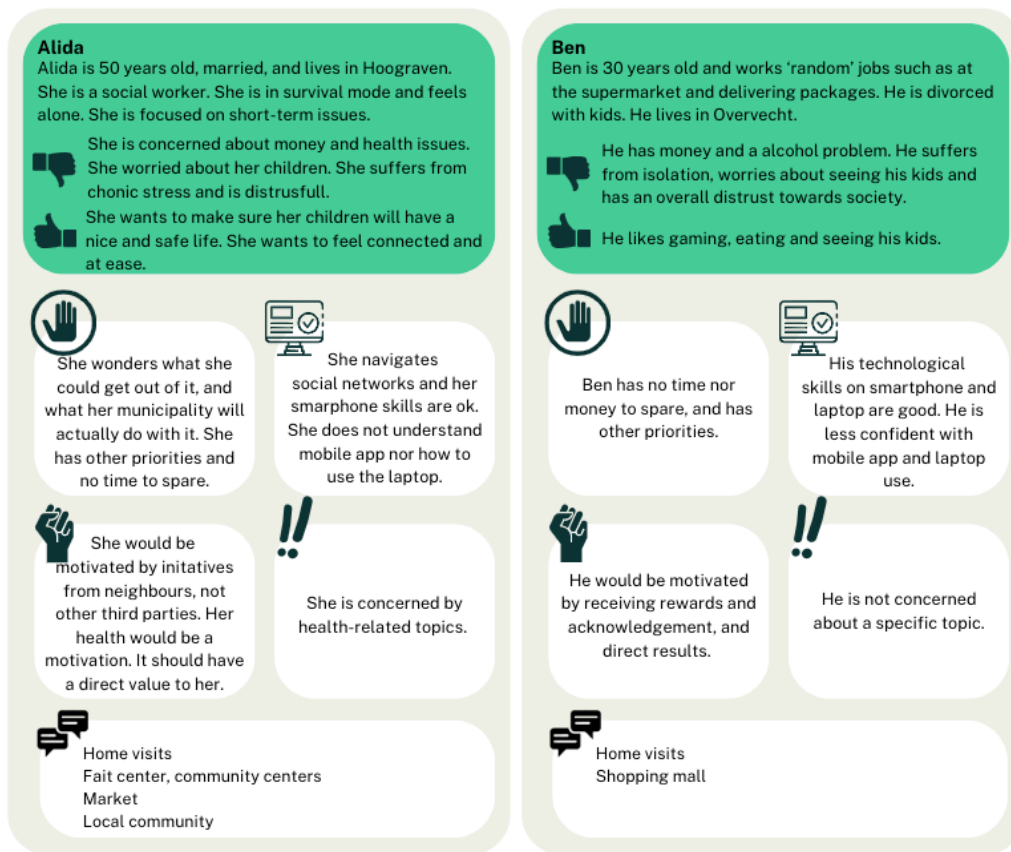 Alida
Alida is 50 years old, married, and lives in Hoograven.
She is a social worker. She is in survival mode and feels
alone. She is focused on short-term issues.
She is concerned about money and health issues.
She worried about her children. She suffers from
chonic stress and is distrusfull.
She wants to make sure her children will have a
nice and safe life. She wants to feel connected and
at ease.
She wonders what she
could get out of it, and
what her municipality will
actually do with it. She
has other priorities and
no time to spare.
She navigates
social networks and her
smarphone skills are ok.
She does not understand
mobile app nor how to
use the laptop.
She would be
motivated by initatives
from neighbours, not
other third parties. Her
health would be a
motivation. It should have
a direct value to her.
She is concerned by
health-related topics.
Home visits
Fait center, community centers
Market
Local community
Ben
Ben is 30 years old and works ‘random’ jobs such as at
the supermarket and delivering packages. He is divorced
with kids. He lives in Overvecht.
He has money and a alcohol problem. He suffers
from isolation, worries about seeing his kids and
has an overall distrust towards society.
He likes gaming, eating and seeing his kids.
Ben has no time nor
money to spare, and has
other priorities.
His technological
skills on smartphone and
laptop are good. He is
less confident with
mobile app and laptop
use.
He would be motivated
by receiving rewards and
acknowledgement, and
direct results.
He is not concerned
about a specific topic.
Home visits
Shopping mall